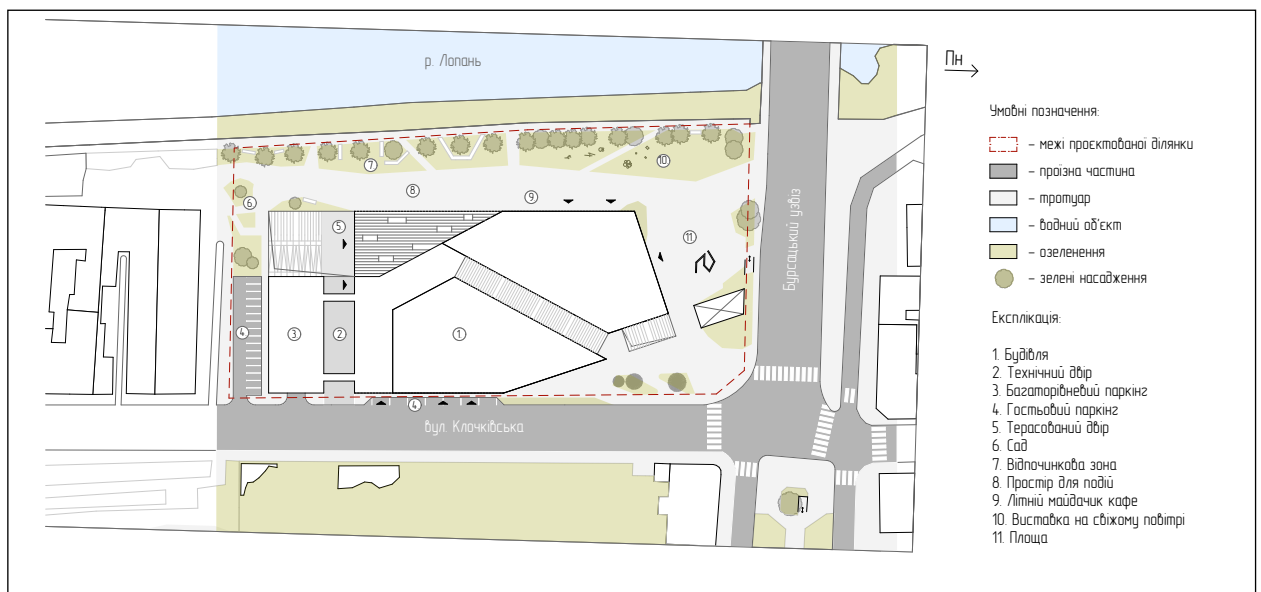 р. Лопань
Пн
Бурсацький узвіз
вул. Клочківська
1
2
3
4
4
5
6
7
8
9
10
11
Умовні позначення:
– межі проєктованої ділянки
– проїзна частина
– тротуар
– водний об'єкт
– озеленення
– зелені насадження
Експлікація:
1. Будівля
2. Технічний двір
3. Багаторівневий паркінг
4. Гостьовий паркінг
5. Терасований двір
6. Сад
7. Відпочинкова зона
8. Простір для подій
9. Літній майданчик кафе
10. Виставка на свіжому повітрі
11. Площа